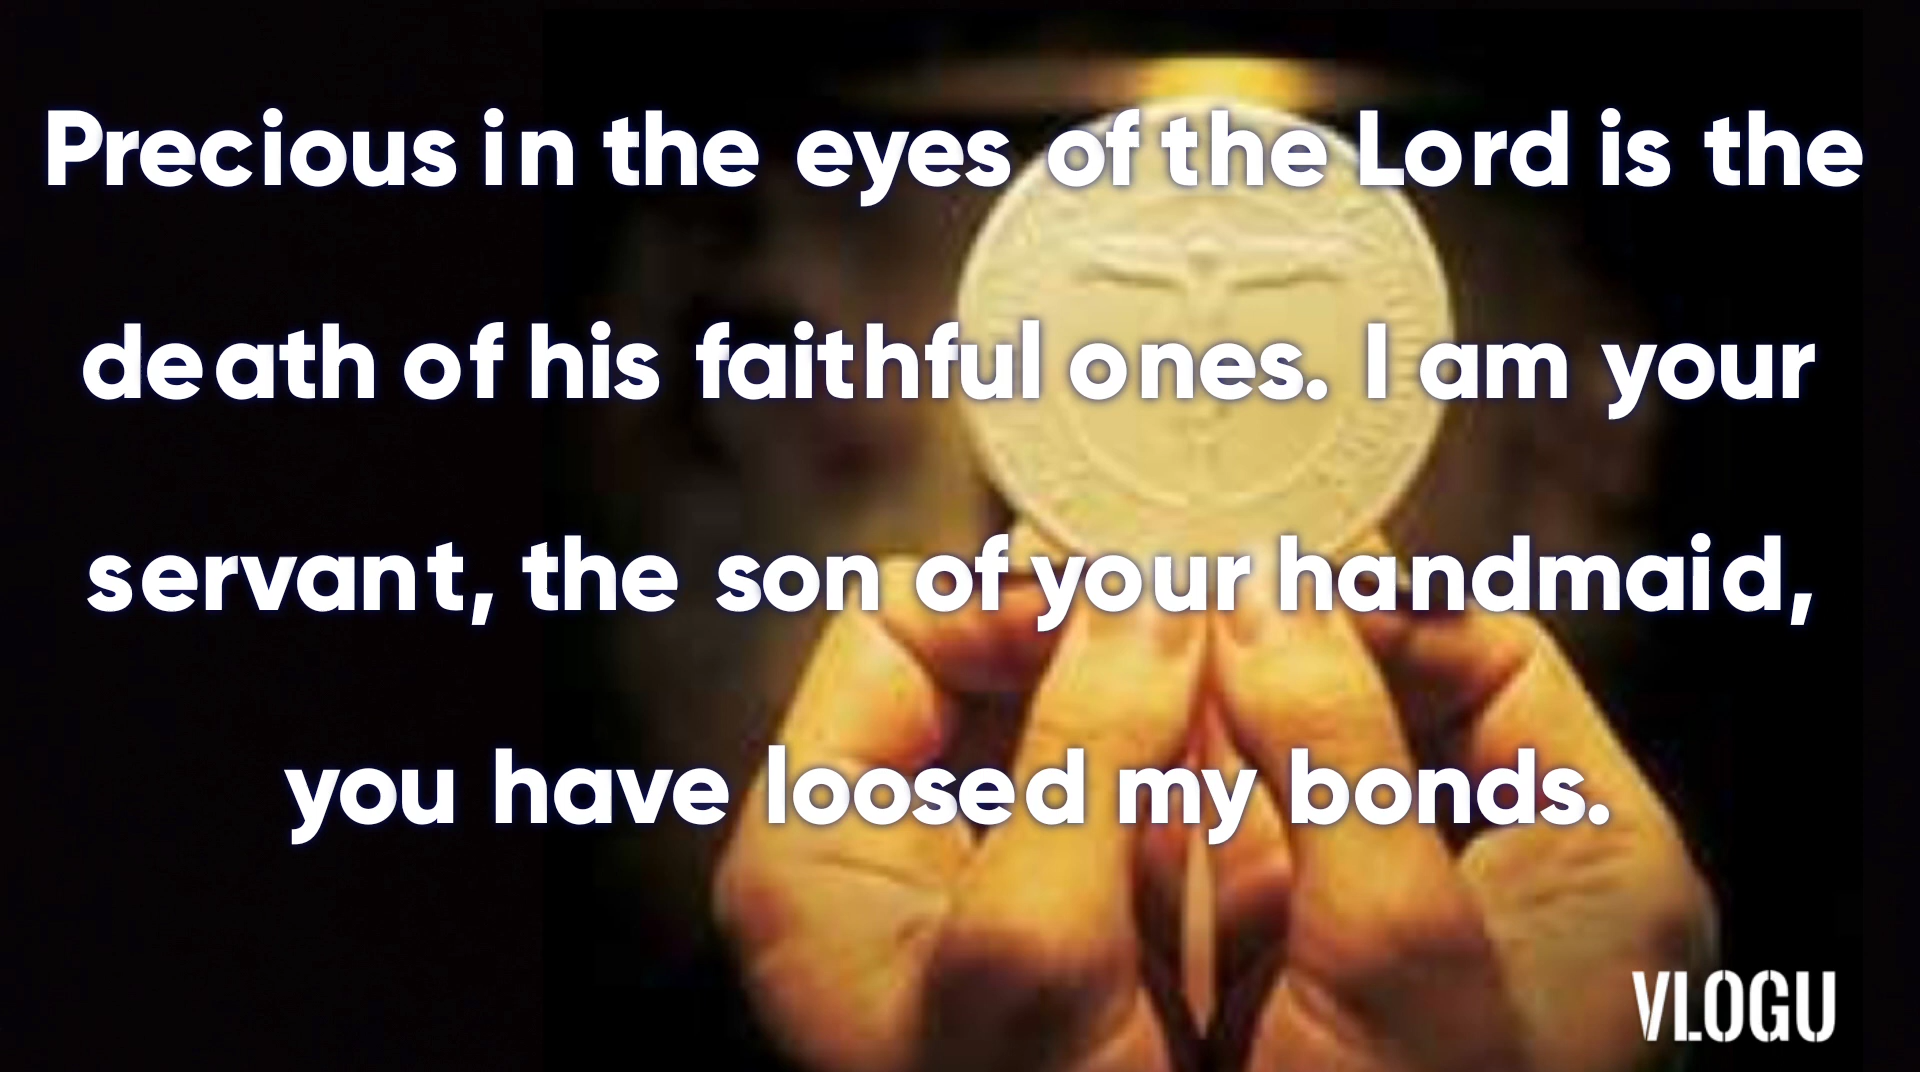 Precious in the eyes of the Lord is the
death of his faithful ones. I am your
servant, the son of your handmaid,
you have loosed my bonds.
VLOGU